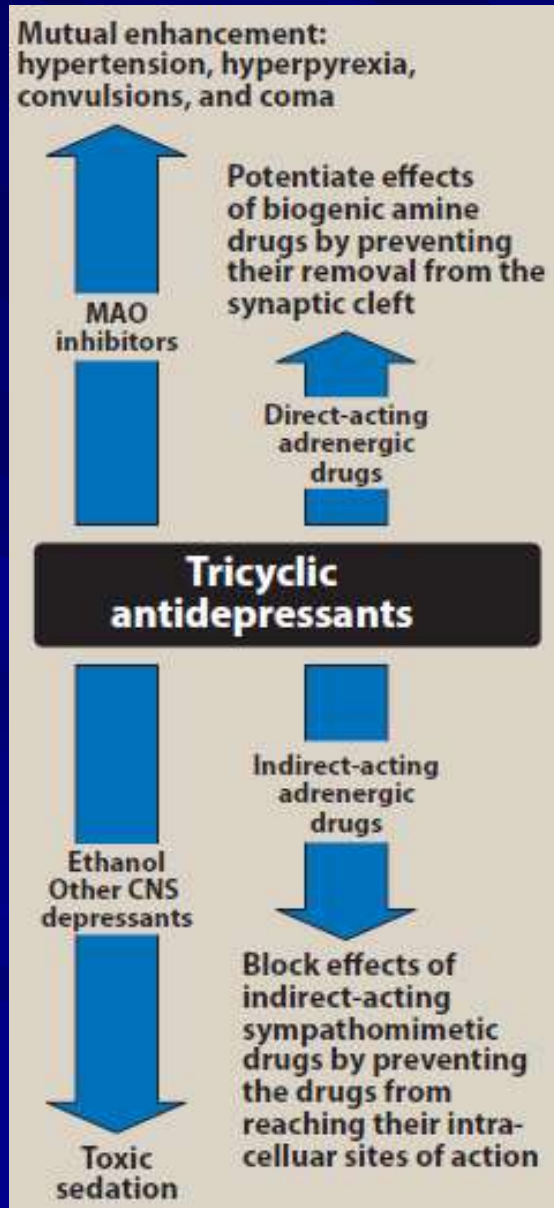 Mutual enhancement:
hypertension, hyperpyrexia,
convulsions, and coma
Potentiate effects
of biogenic amine
drugs by preventing
their removal from the
synaptic cleft
MAO
inhibitors
Direct-acting
adrenergic
drugs
Tricyclic
antidepressants
Indirect-acting
adrenergic
drugs
Ethanol
Other CNS
depressants
Block effects of
indirect-acting
sympathomimetic
drugs by preventing
the drugs from
reaching their intra-
celluar sites of action
Toxic
sedation